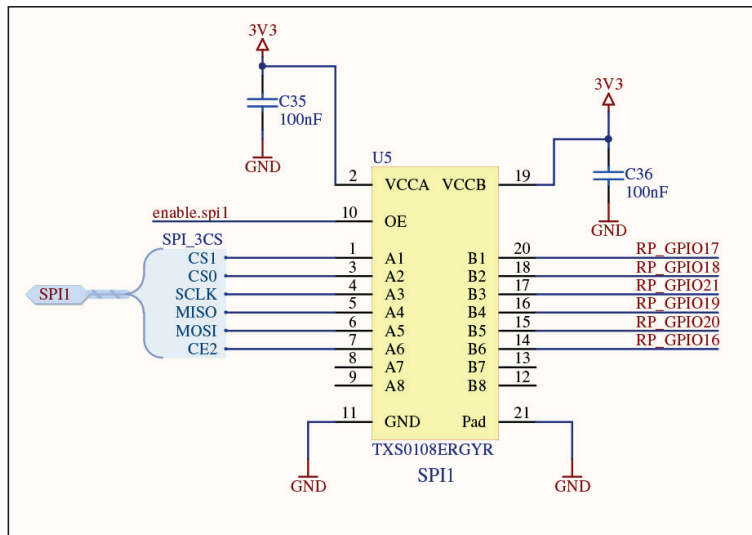 3V3
C35
100nF
GND
3V3
C36
100nF
GND
U5
2 VCCA VCCB 19
enable.spi1 10 OE
SPI_3CS
SPI1
CS1 1 A1 B1 20 RP_GPIO17
CS0 3 A2 B2 18 RP_GPIO18
SCLK 4 A3 B3 17 RP_GPIO21
MISO 5 A4 B4 16 RP_GPIO19
MOSI 6 A5 B5 15 RP_GPIO20
CE2 7 A6 B6 14 RP_GPIO16
8 A7 B7 13
9 A8 B8 12
11 GND Pad 21
TXS0108ERGYR
SPI1
GND
GND